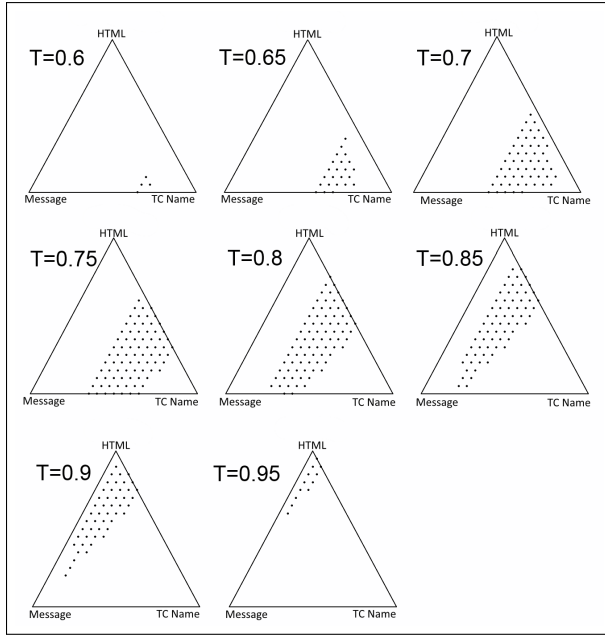 HTML HTML HTML
T=0.6 T=0.65 T=0.7
Message TC Name Message TC Name Message TC Name
HTML HTML HTML
T=0.75 T=0.8 T=0.85
Message TC Name Message TC Name Message TC Name
HTML HTML
T=0.9 T=0.95
Message TC Name Message TC Name